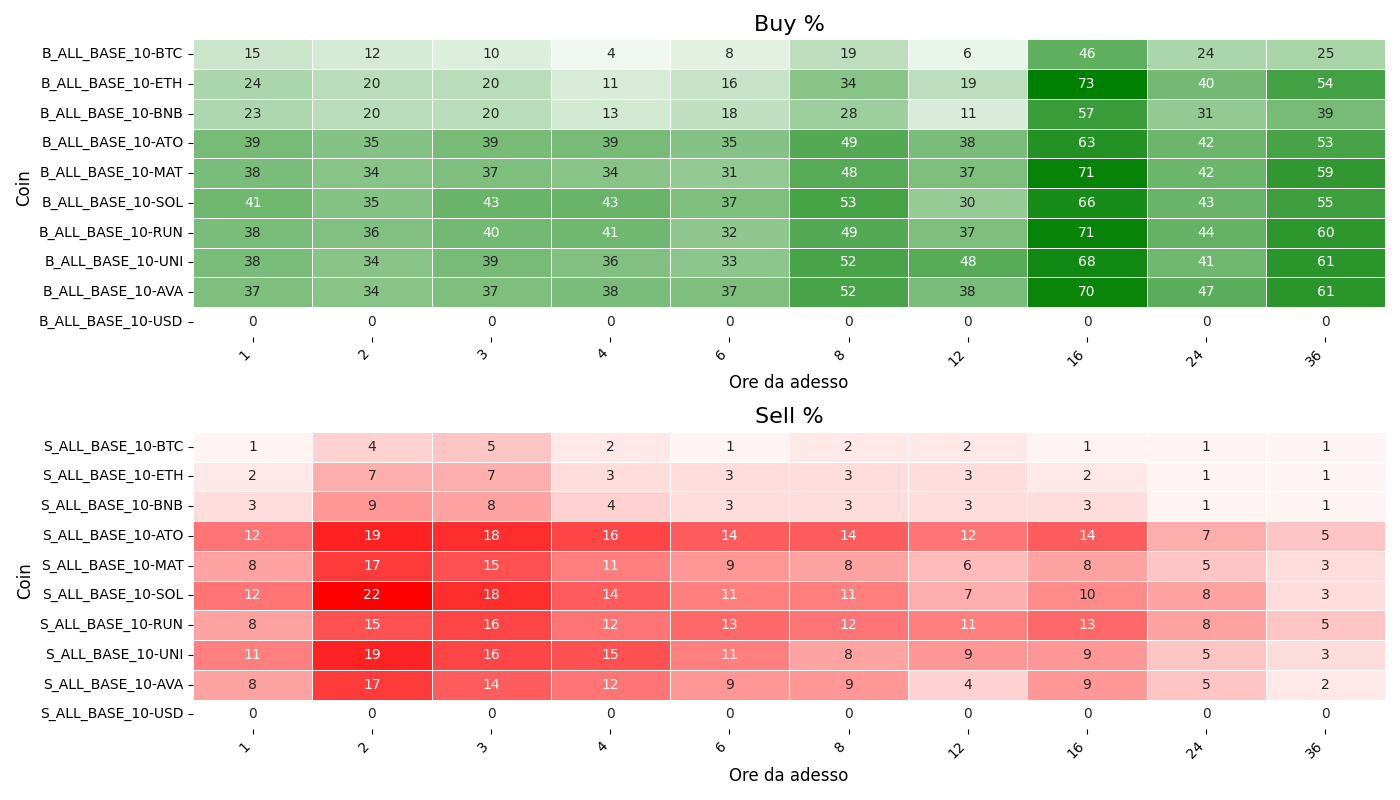 Buy %
Coin
B_ALL_BASE_10-BTC 15 12 10 4 8 19 6 46 24 25
B_ALL_BASE_10-ETH 24 20 20 11 16 34 19 73 40 54
B_ALL_BASE_10-BNB 23 20 20 13 18 28 11 57 31 39
B_ALL_BASE_10-ATO 39 35 39 39 35 49 38 63 42 53
B_ALL_BASE_10-MAT 38 34 37 34 31 48 37 71 42 59
B_ALL_BASE_10-SOL 41 35 43 43 37 53 30 66 43 55
B_ALL_BASE_10-RUN 38 36 40 41 32 49 37 71 44 60
B_ALL_BASE_10-UNI 38 34 39 36 33 52 48 68 41 61
B_ALL_BASE_10-AVA 37 34 37 38 37 52 38 70 47 61
B_ALL_BASE_10-USD 0 0 0 0 0 0 0 0 0 0
1 2 3 4 6 8 12 16 24 36
Ore da adesso
Sell %
Coin
S_ALL_BASE_10-BTC 1 4 5 2 1 2 2 1 1 1
S_ALL_BASE_10-ETH 2 7 7 3 3 3 3 2 1 1
S_ALL_BASE_10-BNB 3 9 8 4 3 3 3 3 1 1
S_ALL_BASE_10-ATO 12 19 18 16 14 14 12 14 7 5
S_ALL_BASE_10-MAT 8 17 15 11 9 8 6 8 5 3
S_ALL_BASE_10-SOL 12 22 18 14 11 11 7 10 8 3
S_ALL_BASE_10-RUN 8 15 16 12 13 12 11 13 8 5
S_ALL_BASE_10-UNI 11 19 16 15 11 8 9 9 5 3
S_ALL_BASE_10-AVA 8 17 14 12 9 9 4 9 5 2
S_ALL_BASE_10-USD 0 0 0 0 0 0 0 0 0 0
1 2 3 4 6 8 12 16 24 36
Ore da adesso